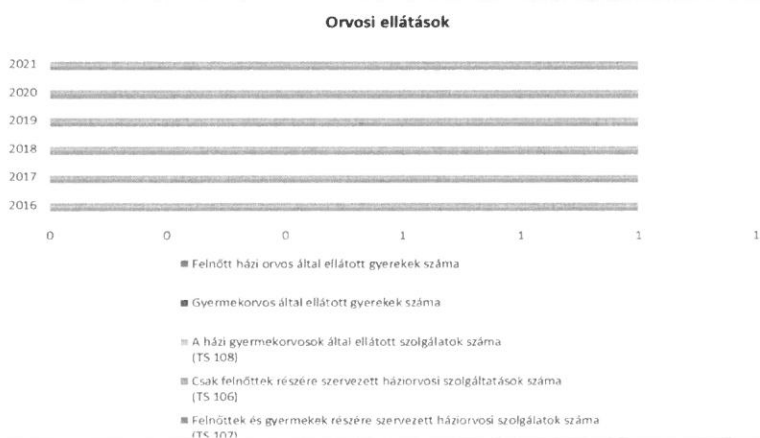 Orvosi ellátások
2021
2020
2019
2018
2017
2016
0 0 0 1 1 1 1
Felnőtt házi orvos által ellátott gyerekek száma
Gyermekorvos által ellátott gyerekek száma
A házi gyermekorvosok által ellátott szolgálatok száma
(TS 108)
Csak felnőttek részére szervezett háziorvosi szolgáltatások száma
(TS 106)
Felnőttek és gyermekek részére szervezett háziorvosi szolgálatok száma
(TS 107)